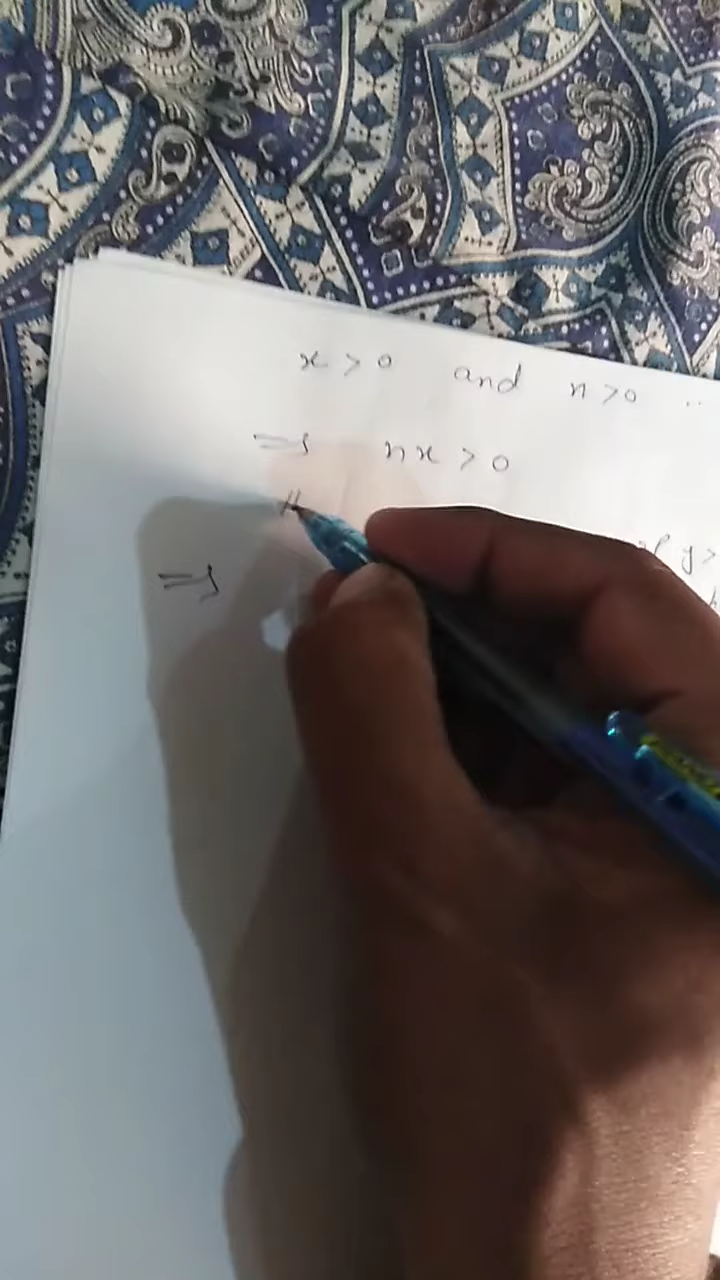 x > 0 and n > 0 ..
⇒ nx > 0
y >
⇒